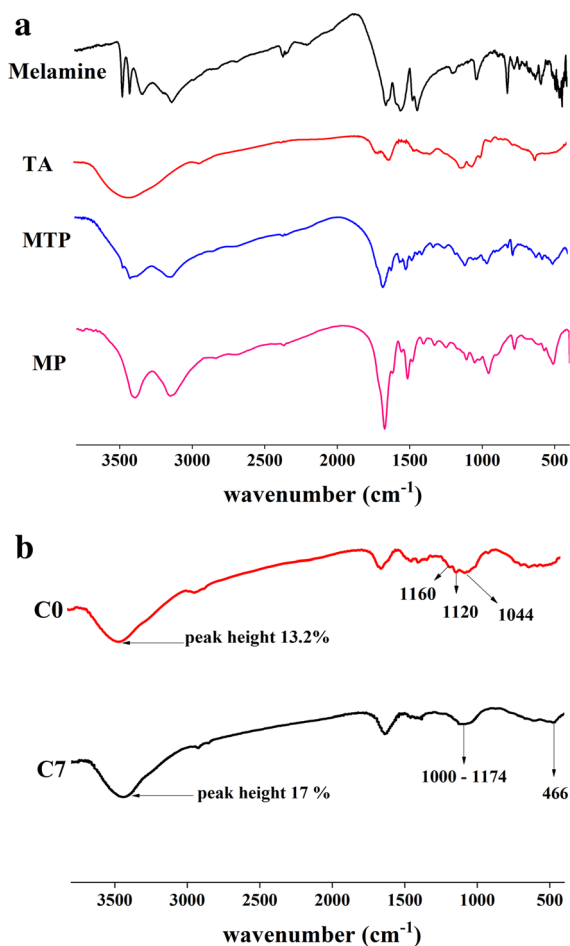 a
Melamine
TA
MTP
MP
3500 3000 2500 2000 1500 1000 500
wavenumber (cm-1)
b
C0
1160
1120
1044
peak height 13.2%
C7
peak height 17 %
1000 - 1174
466
3500 3000 2500 2000 1500 1000 500
wavenumber (cm-1)